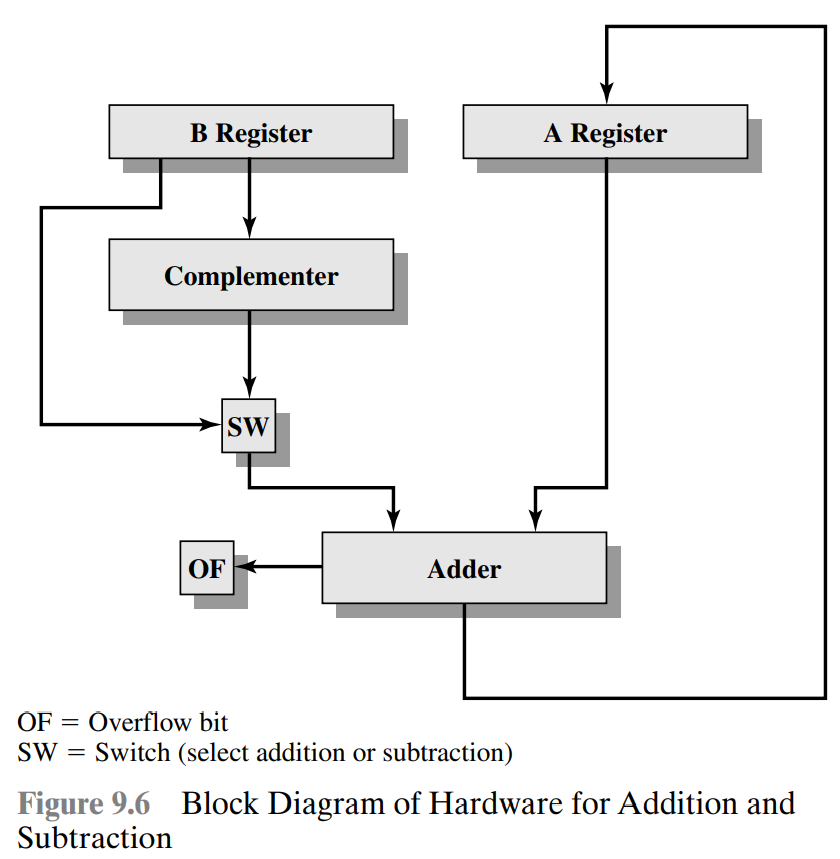 B Register
A Register
Complementer
SW
OF
Adder
OF = Overflow bit
SW = Switch (select addition or subtraction)
Figure 9.6 Block Diagram of Hardware for Addition and
Subtraction